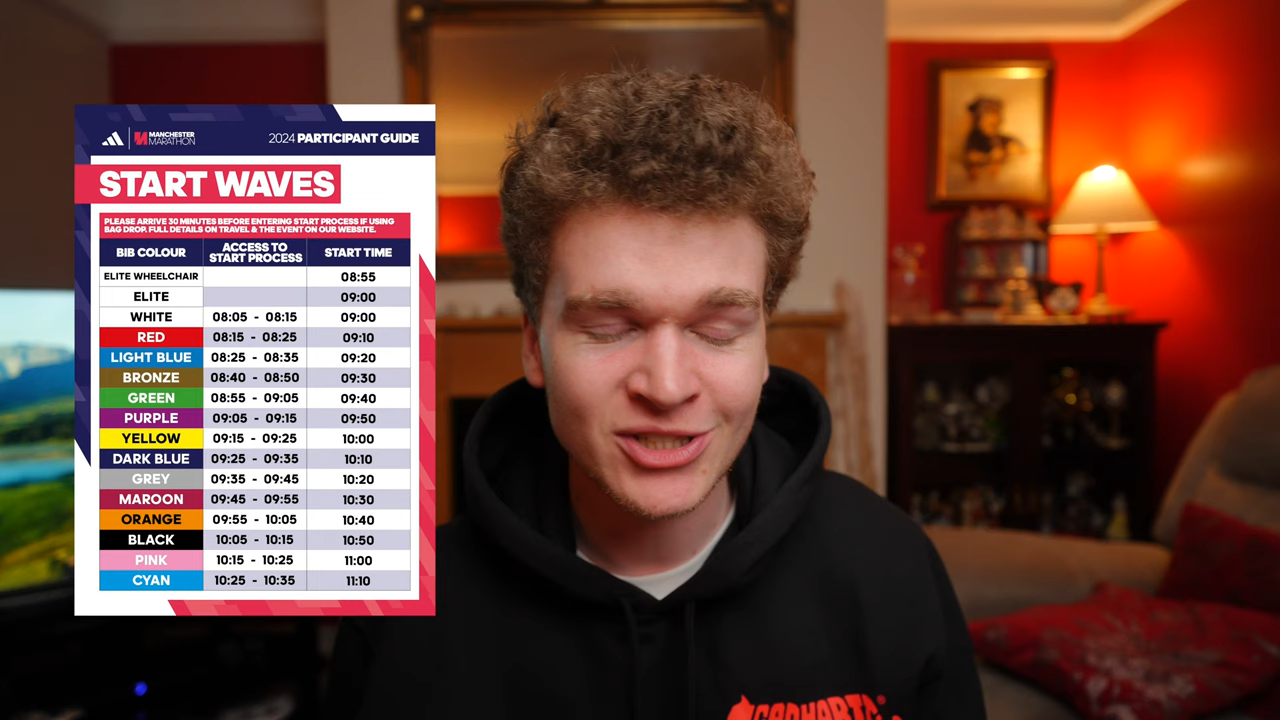 MANCHESTER
MARATHON
2024 PARTICIPANT GUIDE
START WAVES
PLEASE ARRIVE 30 MINUTES BEFORE ENTERING START PROCESS IF USING
BAG DROP. FULL DETAILS ON TRAVEL & THE EVENT ON OUR WEBSITE.
BIB COLOUR ACCESS TO START PROCESS START TIME
ELITE WHEELCHAIR 08:55
ELITE 09:00
WHITE 08:05 - 08:15 09:00
RED 08:15 - 08:25 09:10
LIGHT BLUE 08:25 - 08:35 09:20
BRONZE 08:40 - 08:50 09:30
GREEN 08:55 - 09:05 09:40
PURPLE 09:05 - 09:15 09:50
YELLOW 09:15 - 09:25 10:00
DARK BLUE 09:25 - 09:35 10:10
GREY 09:35 - 09:45 10:20
MAROON 09:45 - 09:55 10:30
ORANGE 09:55 - 10:05 10:40
BLACK 10:05 - 10:15 10:50
PINK 10:15 - 10:25 11:00
CYAN 10:25 - 10:35 11:10